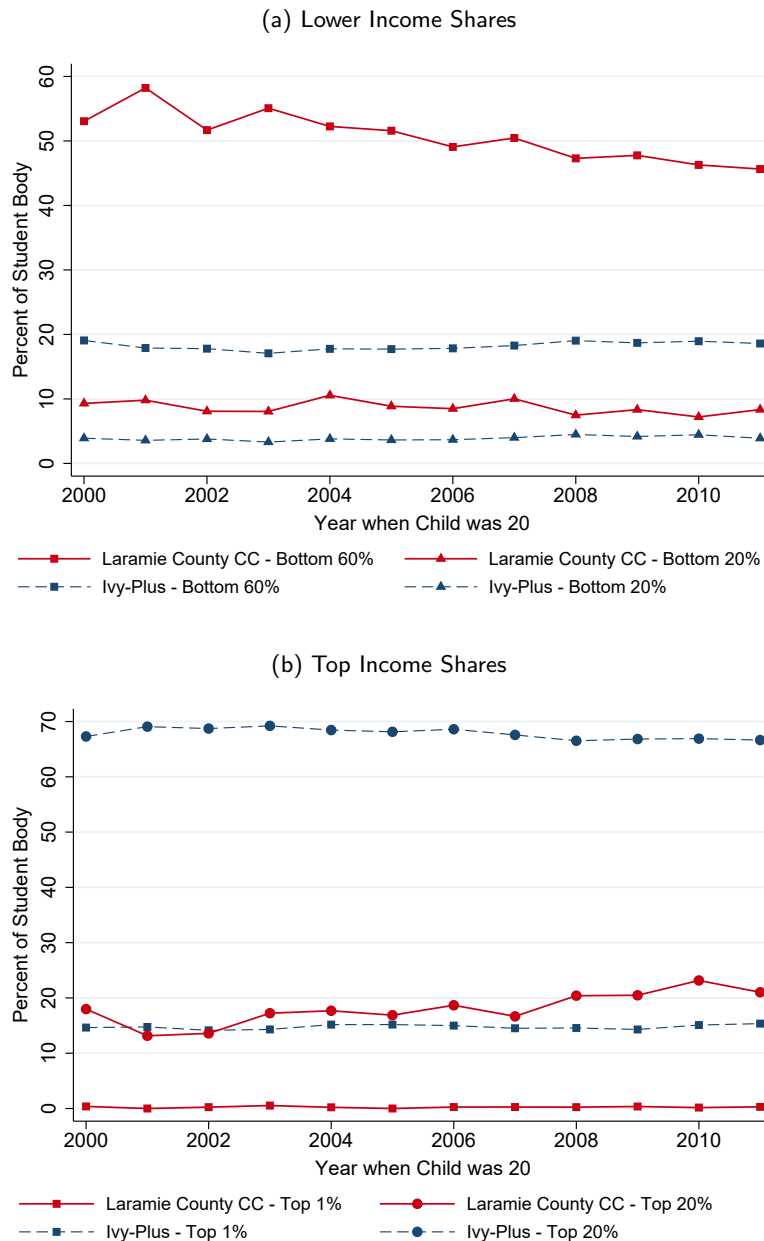 (a) Lower Income Shares
Percent of Student Body
60
50
40
30
20
10
0
2000 2002 2004 2006 2008 2010
Year when Child was 20
Laramie County CC - Bottom 60% Laramie County CC - Bottom 20%
Ivy-Plus - Bottom 60% Ivy-Plus - Bottom 20%
(b) Top Income Shares
Percent of Student Body
70
60
50
40
30
20
10
0
2000 2002 2004 2006 2008 2010
Year when Child was 20
Laramie County CC - Top 1% Laramie County CC - Top 20%
Ivy-Plus - Top 1% Ivy-Plus - Top 20%